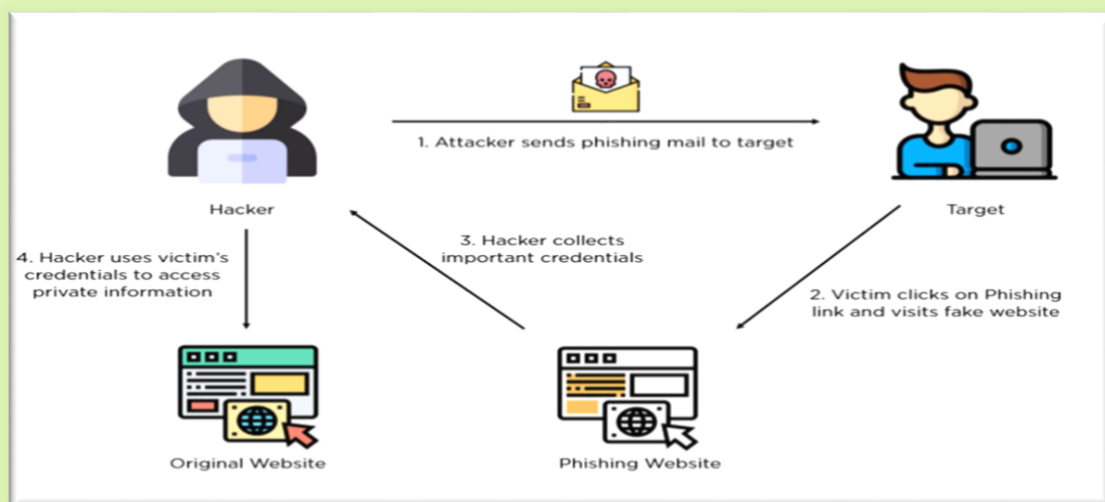 1. Attacker sends phishing mail to target
Hacker
Target
4. Hacker uses victim's
credentials to access
private information
3. Hacker collects
important credentials
2. Victim clicks on Phishing
link and visits fake website
Original Website
Phishing Website